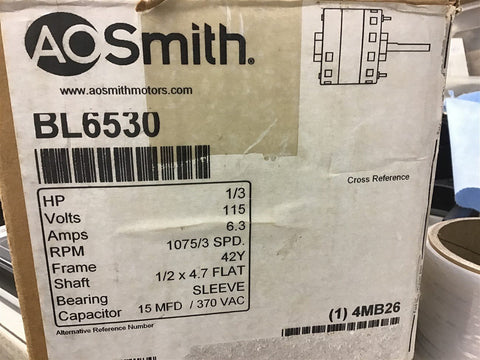 AO Smith.
www.aosmithmotors.com
BL6530
Cross Reference
HP 1/3
Volts 115
Amps 6.3
RPM 1075/3 SPD.
Frame 42Y
Shaft 1/2 x 4.7 FLAT
Bearing SLEEVE
Capacitor 15 MFD / 370 VAC
Alternative Reference Number
(1) 4MB26